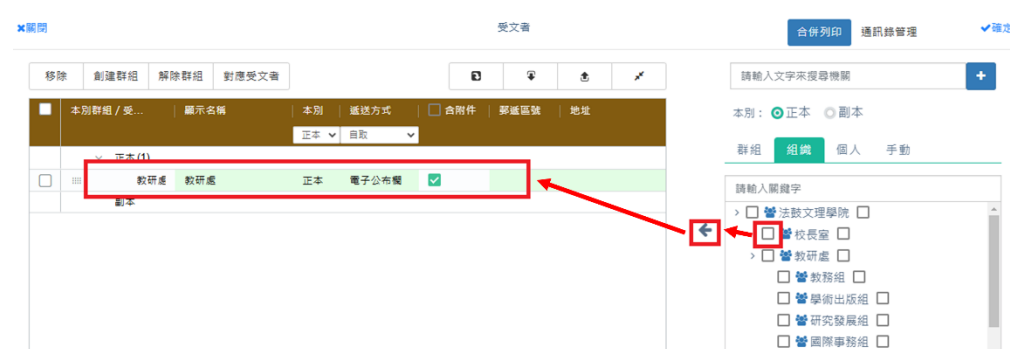 ✖關閉
受文者
合併列印 通訊錄管理 ✔確定
移除 創建群組 解除群組 對應受文者
請輸入文字來搜尋機關 +
本別群組 / 受... 顯示名稱 本別 遞送方式 含附件 郵遞區號 地址
正本 自取
本別： 正本 副本
群組 組織 個人 手動
正本 (1)
教研處 教研處 正本 電子公布欄
副本
請輸入關鍵字
法鼓文理學院
校長室
教研處
教務組
學術出版組
研究發展組
國際事務組